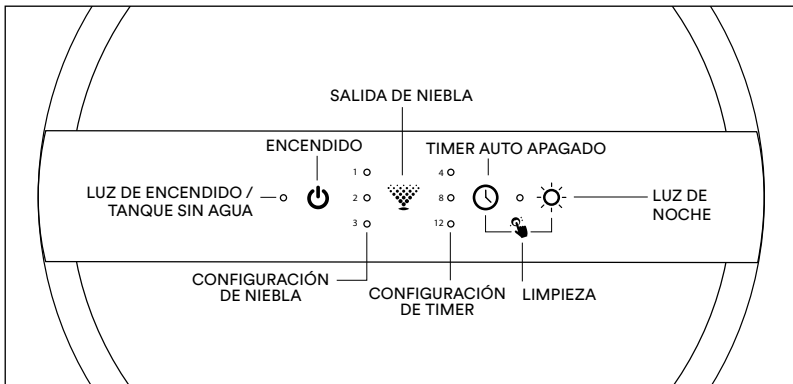 SALIDA DE NIEBLA
ENCENDIDO
TIMER AUTO APAGADO
1
4
LUZ DE ENCENDIDO /
TANQUE SIN AGUA
2
8
LUZ DE
NOCHE
3
12
CONFIGURACIÓN
DE NIEBLA
CONFIGURACIÓN
DE TIMER
LIMPIEZA